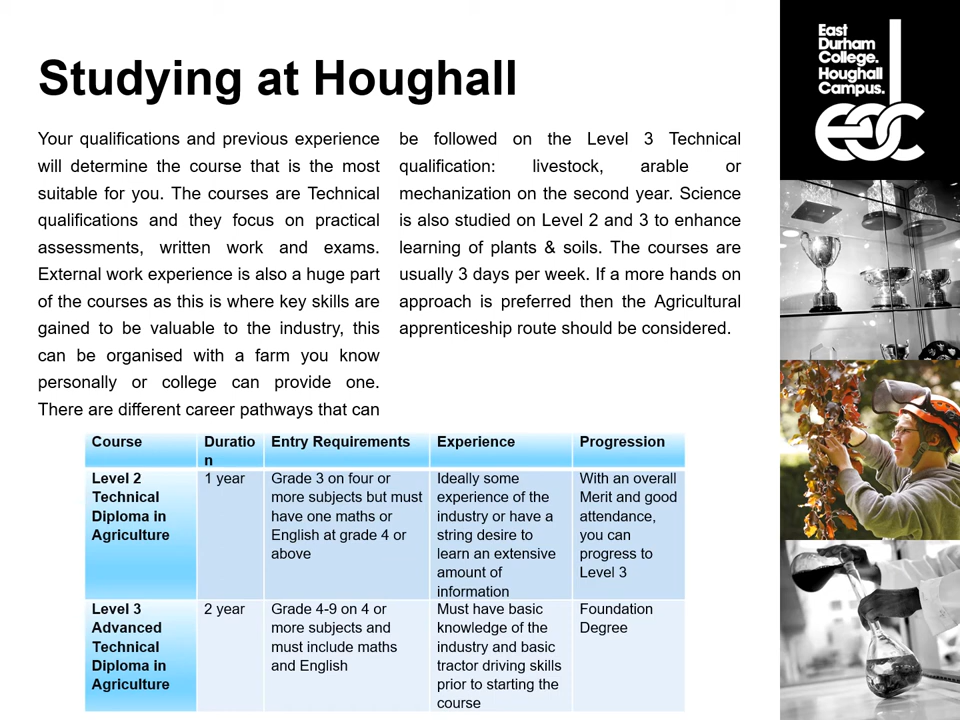 Studying at Houghall
Your qualifications and previous experience
will determine the course that is the most
suitable for you. The courses are Technical
qualifications and they focus on practical
assessments, written work and exams.
External work experience is also a huge part
of the courses as this is where key skills are
gained to be valuable to the industry, this
can be organised with a farm you know
personally or college can provide one.
There are different career pathways that can
be followed on the Level 3 Technical
qualification: livestock, arable or
mechanization on the second year. Science
is also studied on Level 2 and 3 to enhance
learning of plants & soils. The courses are
usually 3 days per week. If a more hands on
approach is preferred then the Agricultural
apprenticeship route should be considered.
East
Durham
College.
Houghall
Campus.
edc
Course
Duratio
n
Entry Requirements
Experience
Progression
Level 2
Technical
Diploma in
Agriculture
1 year
Grade 3 on four or
more subjects but must
have one maths or
English at grade 4 or
above
Ideally some
experience of the
industry or have a
string desire to
learn an extensive
amount of
information
With an overall
Merit and good
attendance,
you can
progress to
Level 3
Level 3
Advanced
Technical
Diploma in
Agriculture
2 year
Grade 4-9 on 4 or
more subjects and
must include maths
and English
Must have basic
knowledge of the
industry and basic
tractor driving skills
prior to starting the
course
Foundation
Degree